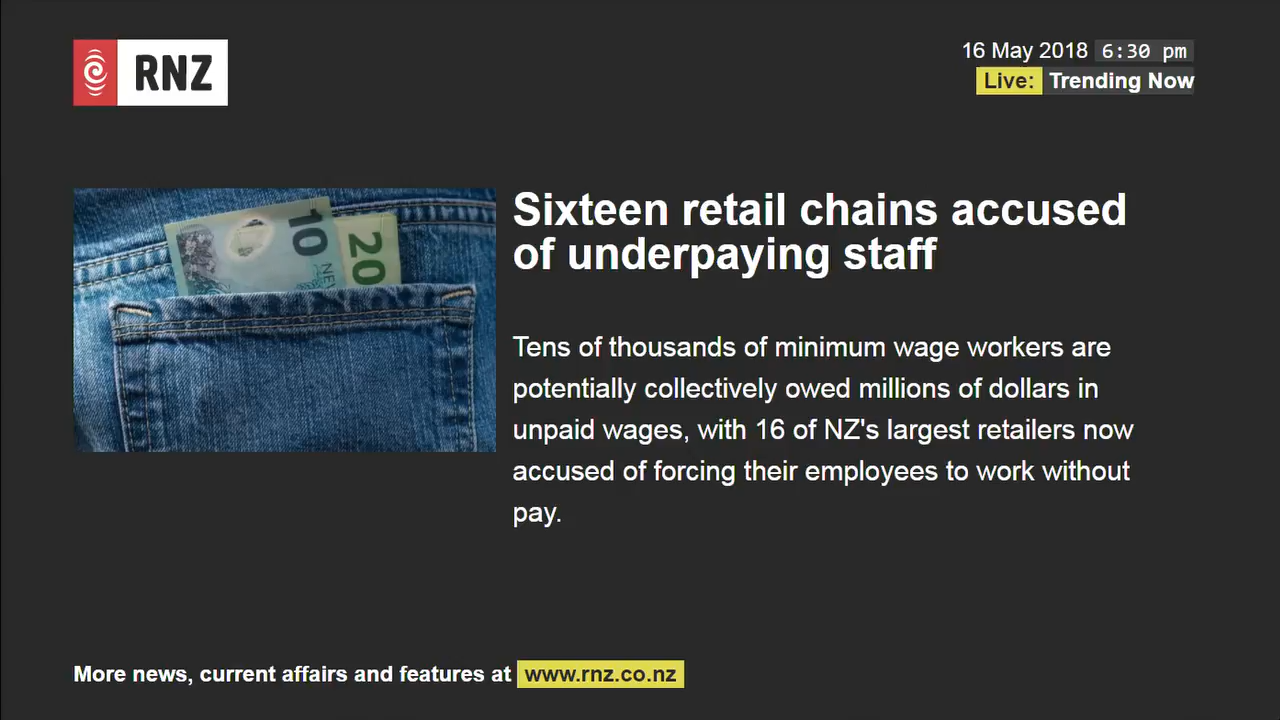 RNZ
16 May 2018 6:30 pm
Live: Trending Now
10
20
NE
Sixteen retail chains accused
of underpaying staff
Tens of thousands of minimum wage workers are
potentially collectively owed millions of dollars in
unpaid wages, with 16 of NZ's largest retailers now
accused of forcing their employees to work without
pay.
More news, current affairs and features at www.rnz.co.nz